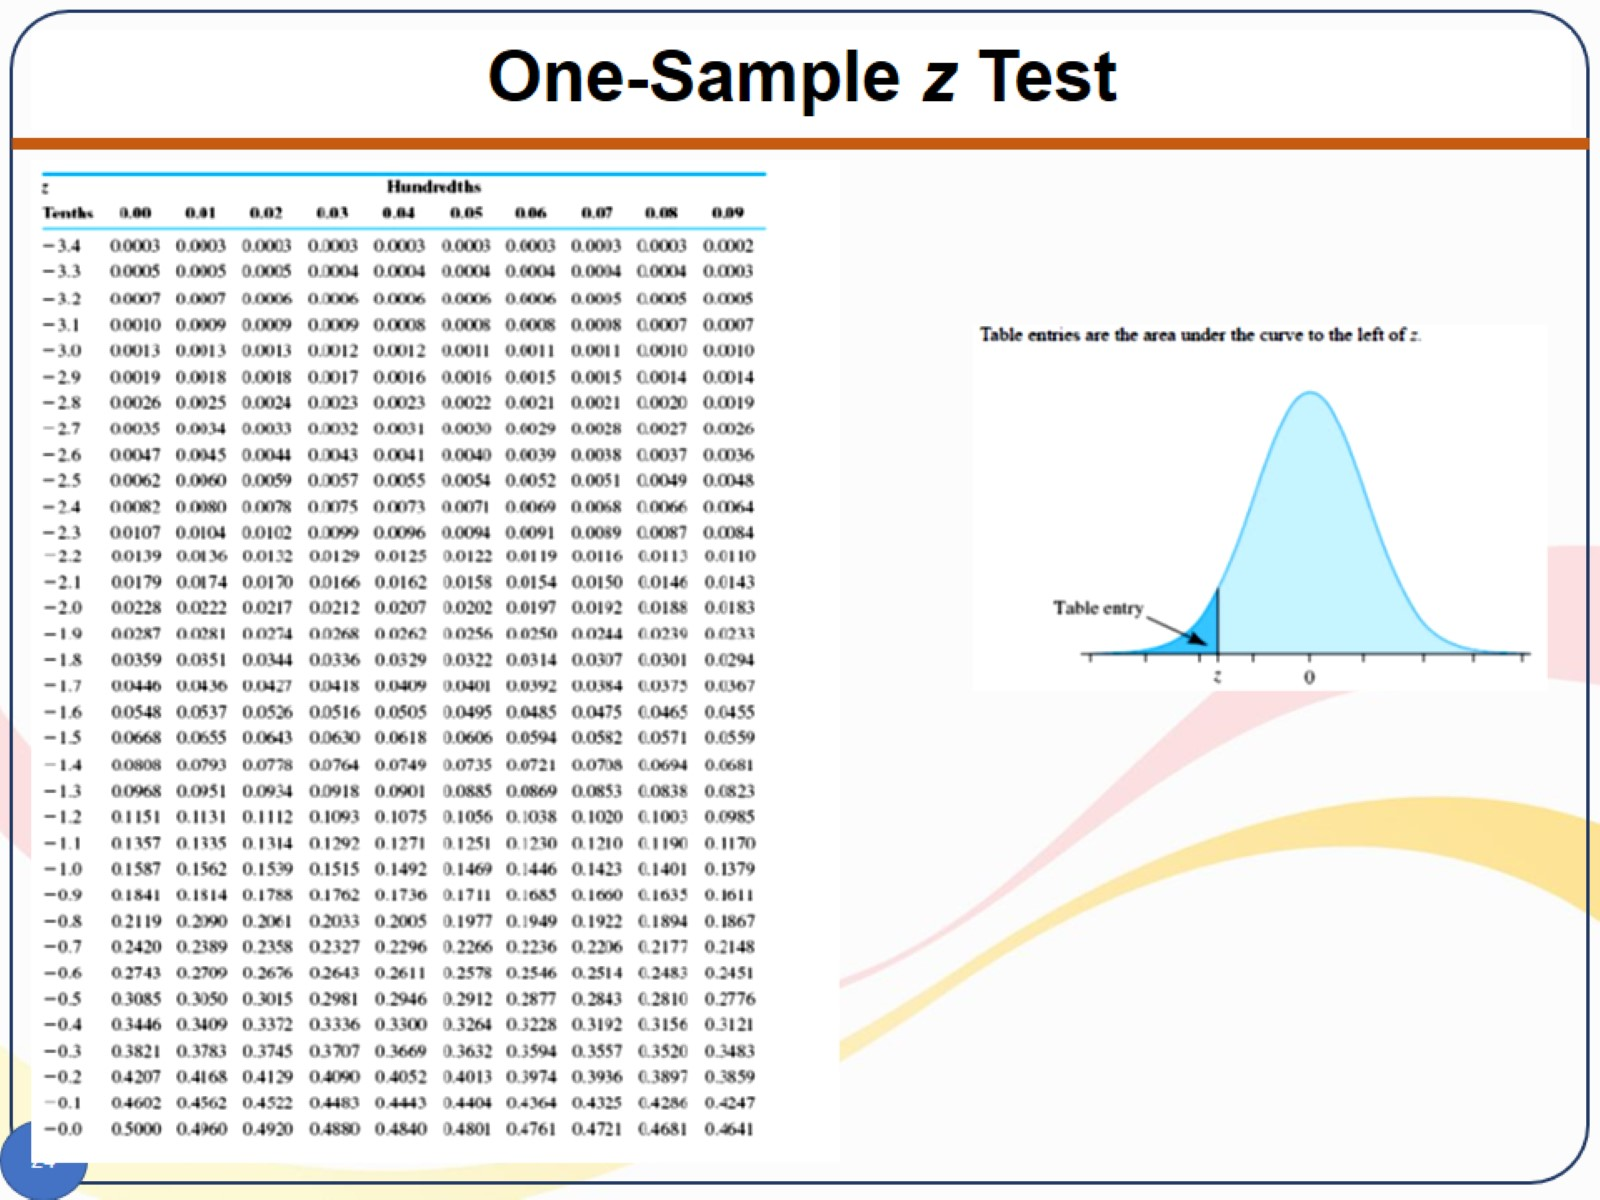 One-Sample z Test
z Hundredths
Tenths 0.00 0.01 0.02 0.03 0.04 0.05 0.06 0.07 0.08 0.09
−3.4 0.0003 0.0003 0.0003 0.0003 0.0003 0.0003 0.0003 0.0003 0.0003 0.0002
−3.3 0.0005 0.0005 0.0005 0.0004 0.0004 0.0004 0.0004 0.0004 0.0004 0.0003
−3.2 0.0007 0.0007 0.0006 0.0006 0.0006 0.0006 0.0006 0.0005 0.0005 0.0005
−3.1 0.0010 0.0009 0.0009 0.0009 0.0008 0.0008 0.0008 0.0008 0.0007 0.0007
−3.0 0.0013 0.0013 0.0013 0.0012 0.0012 0.0011 0.0011 0.0011 0.0010 0.0010
−2.9 0.0019 0.0018 0.0018 0.0017 0.0016 0.0016 0.0015 0.0015 0.0014 0.0014
−2.8 0.0026 0.0025 0.0024 0.0023 0.0023 0.0022 0.0021 0.0021 0.0020 0.0019
−2.7 0.0035 0.0034 0.0033 0.0032 0.0031 0.0030 0.0029 0.0028 0.0027 0.0026
−2.6 0.0047 0.0045 0.0044 0.0043 0.0041 0.0040 0.0039 0.0038 0.0037 0.0036
−2.5 0.0062 0.0060 0.0059 0.0057 0.0055 0.0054 0.0052 0.0051 0.0049 0.0048
−2.4 0.0082 0.0080 0.0078 0.0075 0.0073 0.0071 0.0069 0.0068 0.0066 0.0064
−2.3 0.0107 0.0104 0.0102 0.0099 0.0096 0.0094 0.0091 0.0089 0.0087 0.0084
−2.2 0.0139 0.0136 0.0132 0.0129 0.0125 0.0122 0.0119 0.0116 0.0113 0.0110
−2.1 0.0179 0.0174 0.0170 0.0166 0.0162 0.0158 0.0154 0.0150 0.0146 0.0143
−2.0 0.0228 0.0222 0.0217 0.0212 0.0207 0.0202 0.0197 0.0192 0.0188 0.0183
−1.9 0.0287 0.0281 0.0274 0.0268 0.0262 0.0256 0.0250 0.0244 0.0239 0.0233
−1.8 0.0359 0.0351 0.0344 0.0336 0.0329 0.0322 0.0314 0.0307 0.0301 0.0294
−1.7 0.0446 0.0436 0.0427 0.0418 0.0409 0.0401 0.0392 0.0384 0.0375 0.0367
−1.6 0.0548 0.0537 0.0526 0.0516 0.0505 0.0495 0.0485 0.0475 0.0465 0.0455
−1.5 0.0668 0.0655 0.0643 0.0630 0.0618 0.0606 0.0594 0.0582 0.0571 0.0559
−1.4 0.0808 0.0793 0.0778 0.0764 0.0749 0.0735 0.0721 0.0708 0.0694 0.0681
−1.3 0.0968 0.0951 0.0934 0.0918 0.0901 0.0885 0.0869 0.0853 0.0838 0.0823
−1.2 0.1151 0.1131 0.1112 0.1093 0.1075 0.1056 0.1038 0.1020 0.1003 0.0985
−1.1 0.1357 0.1335 0.1314 0.1292 0.1271 0.1251 0.1230 0.1210 0.1190 0.1170
−1.0 0.1587 0.1562 0.1539 0.1515 0.1492 0.1469 0.1446 0.1423 0.1401 0.1379
−0.9 0.1841 0.1814 0.1788 0.1762 0.1736 0.1711 0.1685 0.1660 0.1635 0.1611
−0.8 0.2119 0.2090 0.2061 0.2033 0.2005 0.1977 0.1949 0.1922 0.1894 0.1867
−0.7 0.2420 0.2389 0.2358 0.2327 0.2296 0.2266 0.2236 0.2206 0.2177 0.2148
−0.6 0.2743 0.2709 0.2676 0.2643 0.2611 0.2578 0.2546 0.2514 0.2483 0.2451
−0.5 0.3085 0.3050 0.3015 0.2981 0.2946 0.2912 0.2877 0.2843 0.2810 0.2776
−0.4 0.3446 0.3409 0.3372 0.3336 0.3300 0.3264 0.3228 0.3192 0.3156 0.3121
−0.3 0.3821 0.3783 0.3745 0.3707 0.3669 0.3632 0.3594 0.3557 0.3520 0.3483
−0.2 0.4207 0.4168 0.4129 0.4090 0.4052 0.4013 0.3974 0.3936 0.3897 0.3859
−0.1 0.4602 0.4562 0.4522 0.4483 0.4443 0.4404 0.4364 0.4325 0.4286 0.4247
−0.0 0.5000 0.4960 0.4920 0.4880 0.4840 0.4801 0.4761 0.4721 0.4681 0.4641
Table entries are the area under the curve to the left of z.
Table entry
z 0